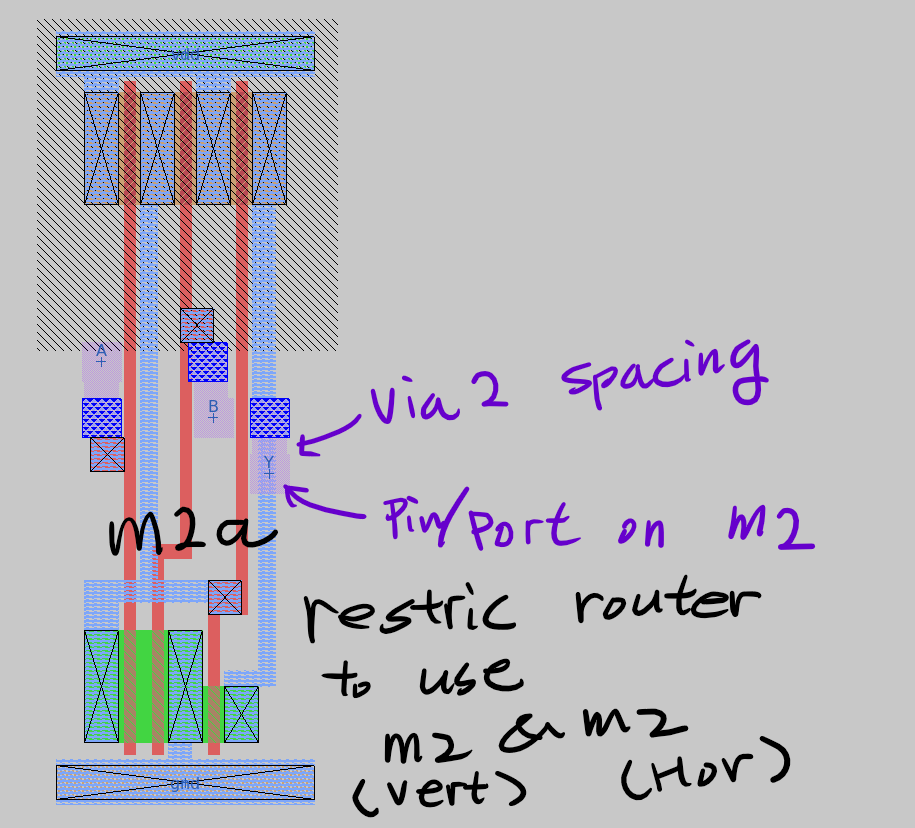 vdd
A
B
Y
via 2 spacing
Pin/Port on m2
m2a
restric router
to use
m2 & m2
(vert) (Hor)
gnd